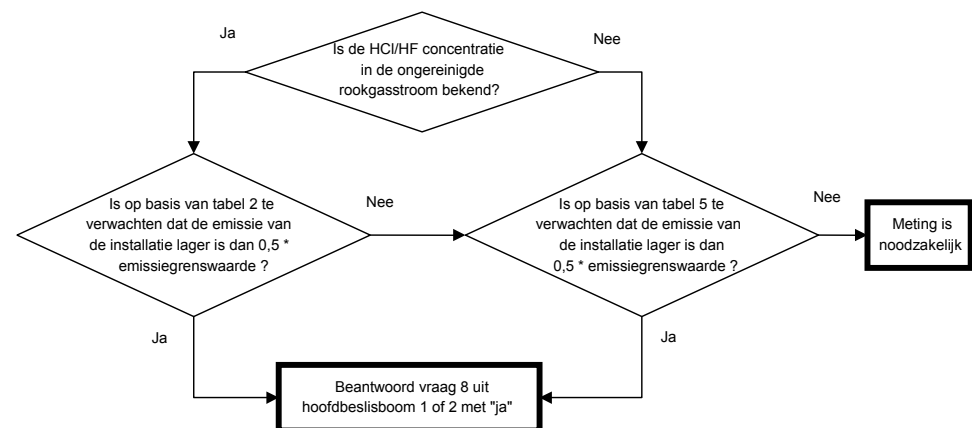 Ja
Nee
Is de HCl/HF concentratie
in de ongereinigde
rookgasstroom bekend?
Is op basis van tabel 2 te
verwachten dat de emissie van
de installatie lager is dan 0,5 *
emissiegrenswaarde ?
Nee
Is op basis van tabel 5 te
verwachten dat de emissie van
de installatie lager is dan
0,5 * emissiegrenswaarde ?
Nee
Meting is
noodzakelijk
Ja
Ja
Beantwoord vraag 8 uit
hoofdbeslisboom 1 of 2 met "ja"